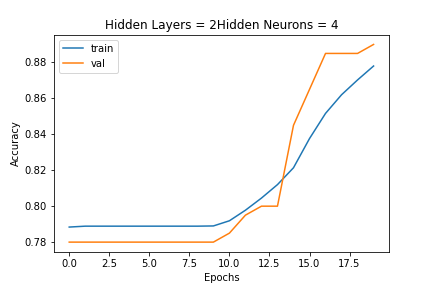 Hidden Layers = 2Hidden Neurons = 4
train
val
0.88
0.86
0.84
0.82
0.80
0.78
Accuracy
0.0 2.5 5.0 7.5 10.0 12.5 15.0 17.5
Epochs